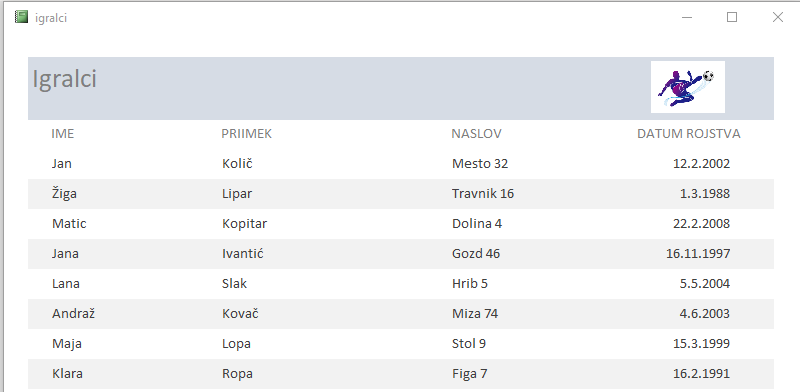 igralci
Igralci
IME PRIIMEK NASLOV DATUM ROJSTVA
Jan Količ Mesto 32 12.2.2002
Žiga Lipar Travnik 16 1.3.1988
Matic Kopitar Dolina 4 22.2.2008
Jana Ivantić Gozd 46 16.11.1997
Lana Slak Hrib 5 5.5.2004
Andraž Kovač Miza 74 4.6.2003
Maja Lopa Stol 9 15.3.1999
Klara Ropa Figa 7 16.2.1991